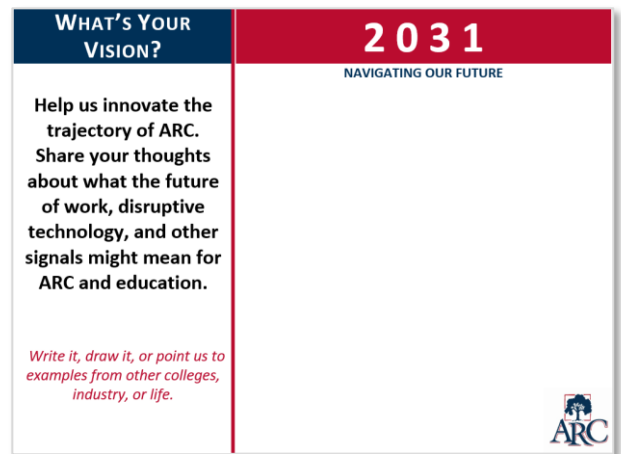 WHAT'S YOUR
VISION?
Help us innovate the
trajectory of ARC.
Share your thoughts
about what the future
of work, disruptive
technology, and other
signals might mean for
ARC and education.
Write it, draw it, or point us to
examples from other colleges,
industry, or life.
2031
NAVIGATING OUR FUTURE
ARC